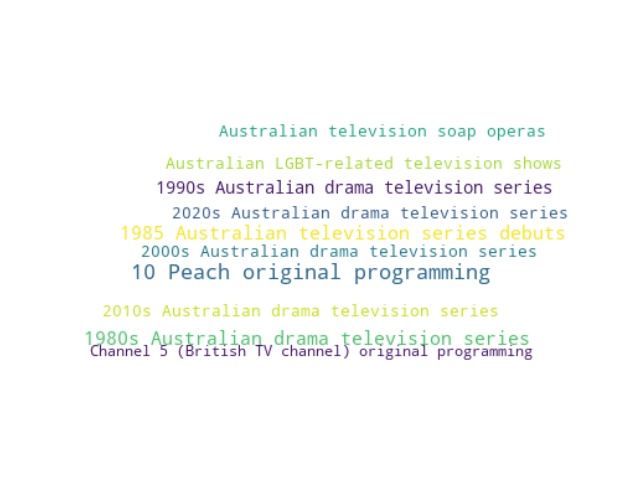 Australian television soap operas
Australian LGBT-related television shows
1990s Australian drama television series
2020s Australian drama television series
1985 Australian television series debuts
2000s Australian drama television series
10 Peach original programming
2010s Australian drama television series
1980s Australian drama television series
Channel 5 (British TV channel) original programming